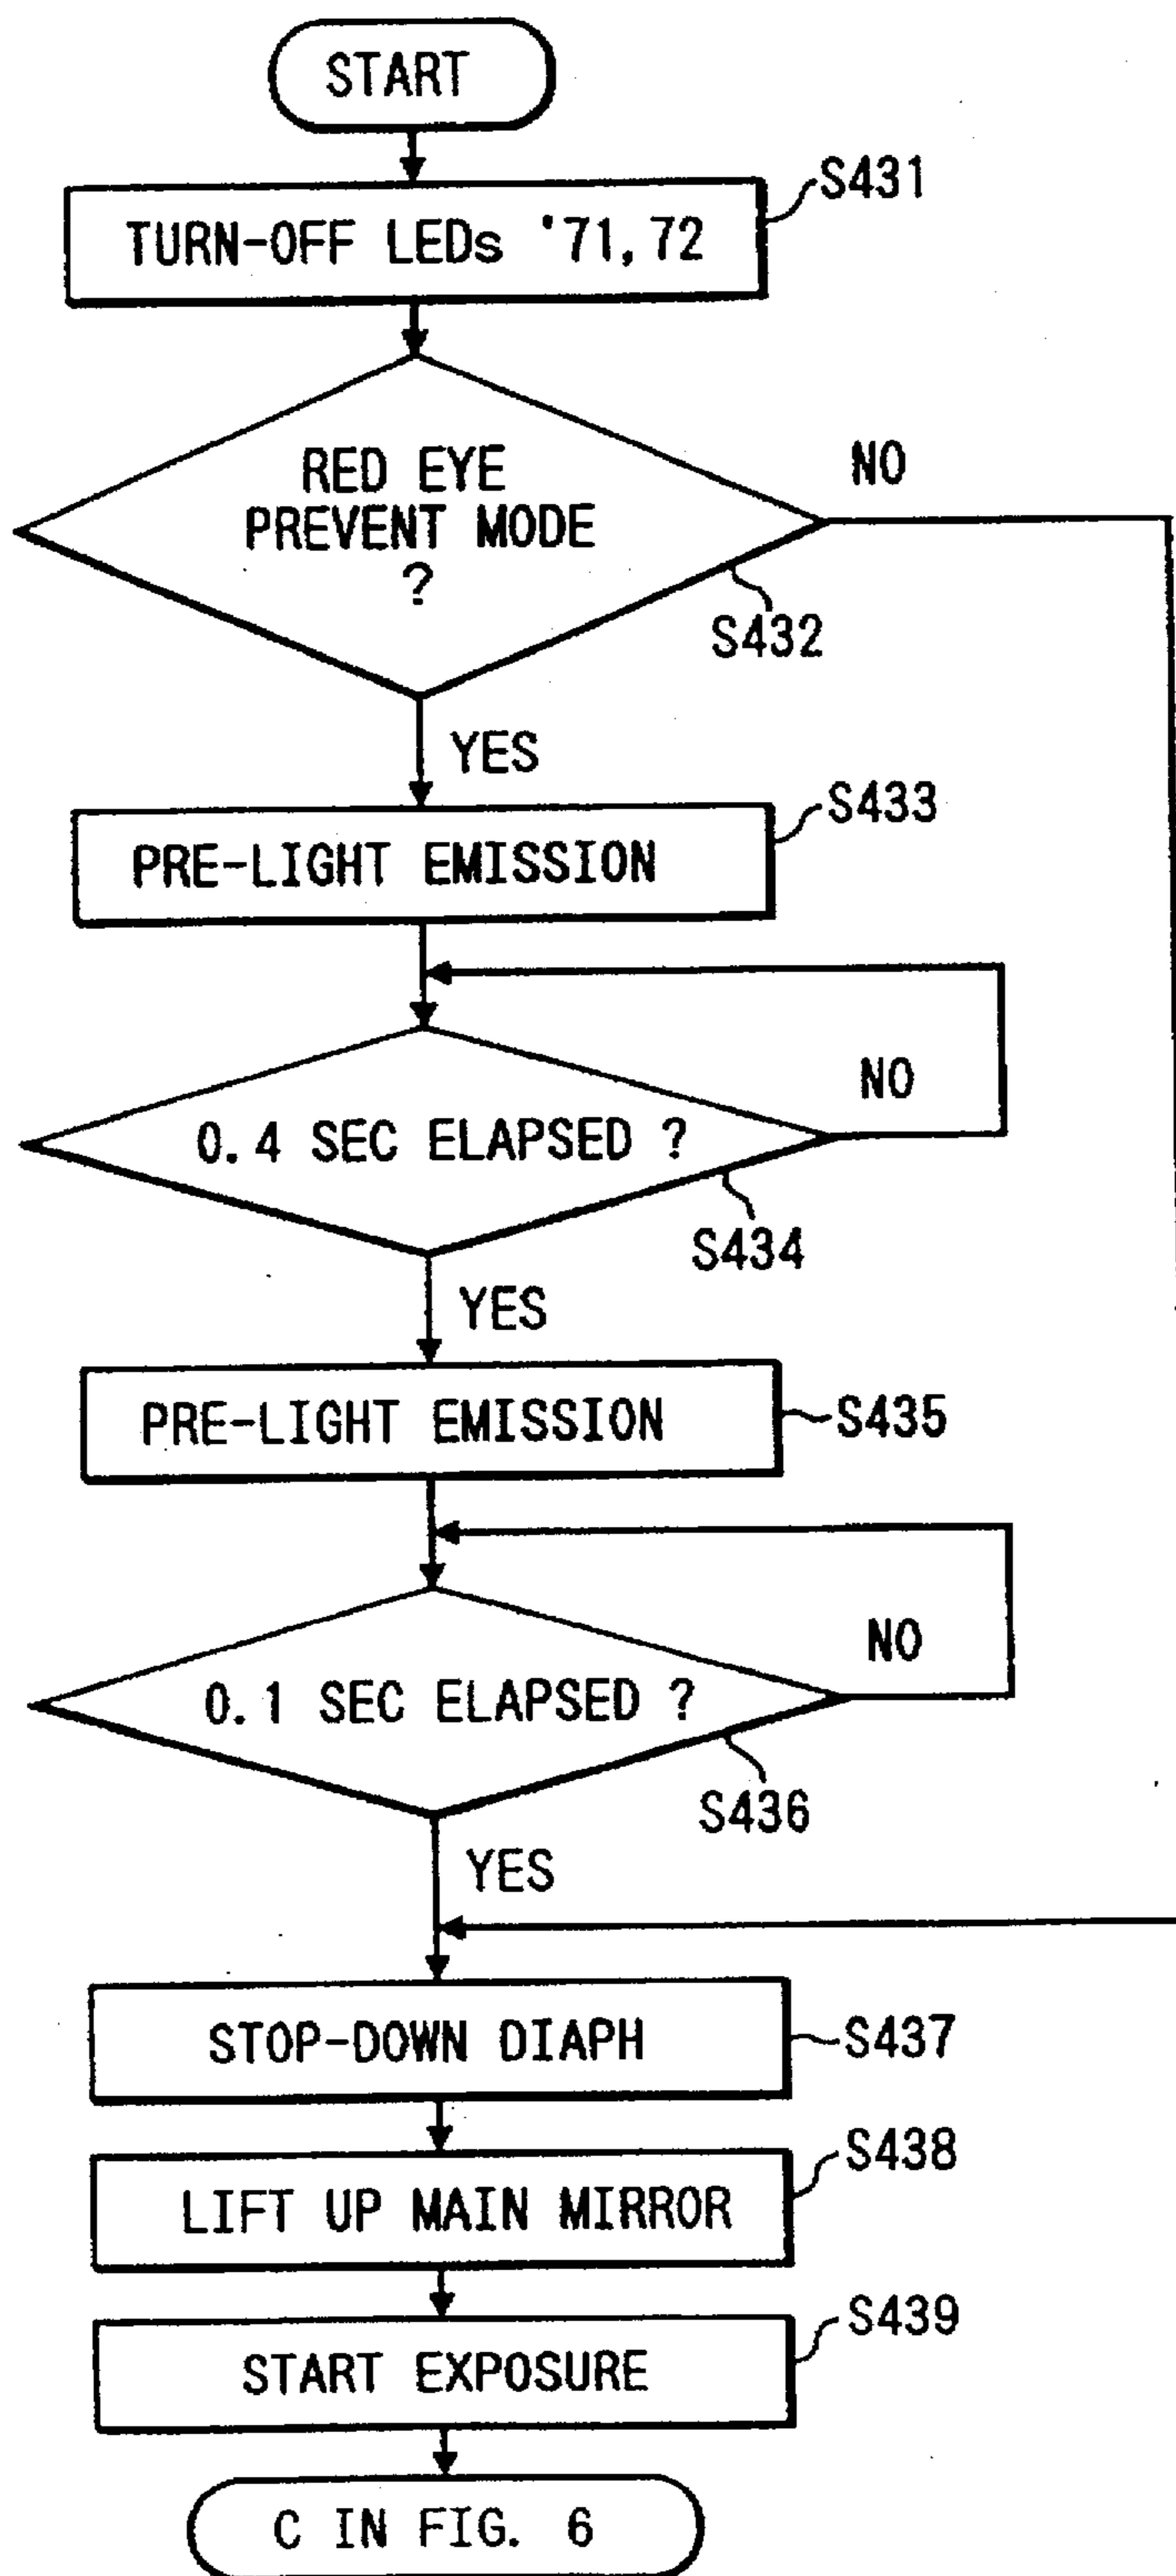 START
S431
TURN-OFF LEDs '71, 72
RED EYE
PREVENT MODE
?
NO
S432
YES
S433
PRE-LIGHT EMISSION
NO
0.4 SEC ELAPSED ?
S434
YES
PRE-LIGHT EMISSION
S435
NO
0.1 SEC ELAPSED ?
S436
YES
STOP-DOWN DIAPH
S437
S438
LIFT UP MAIN MIRROR
S439
START EXPOSURE
C IN FIG. 6